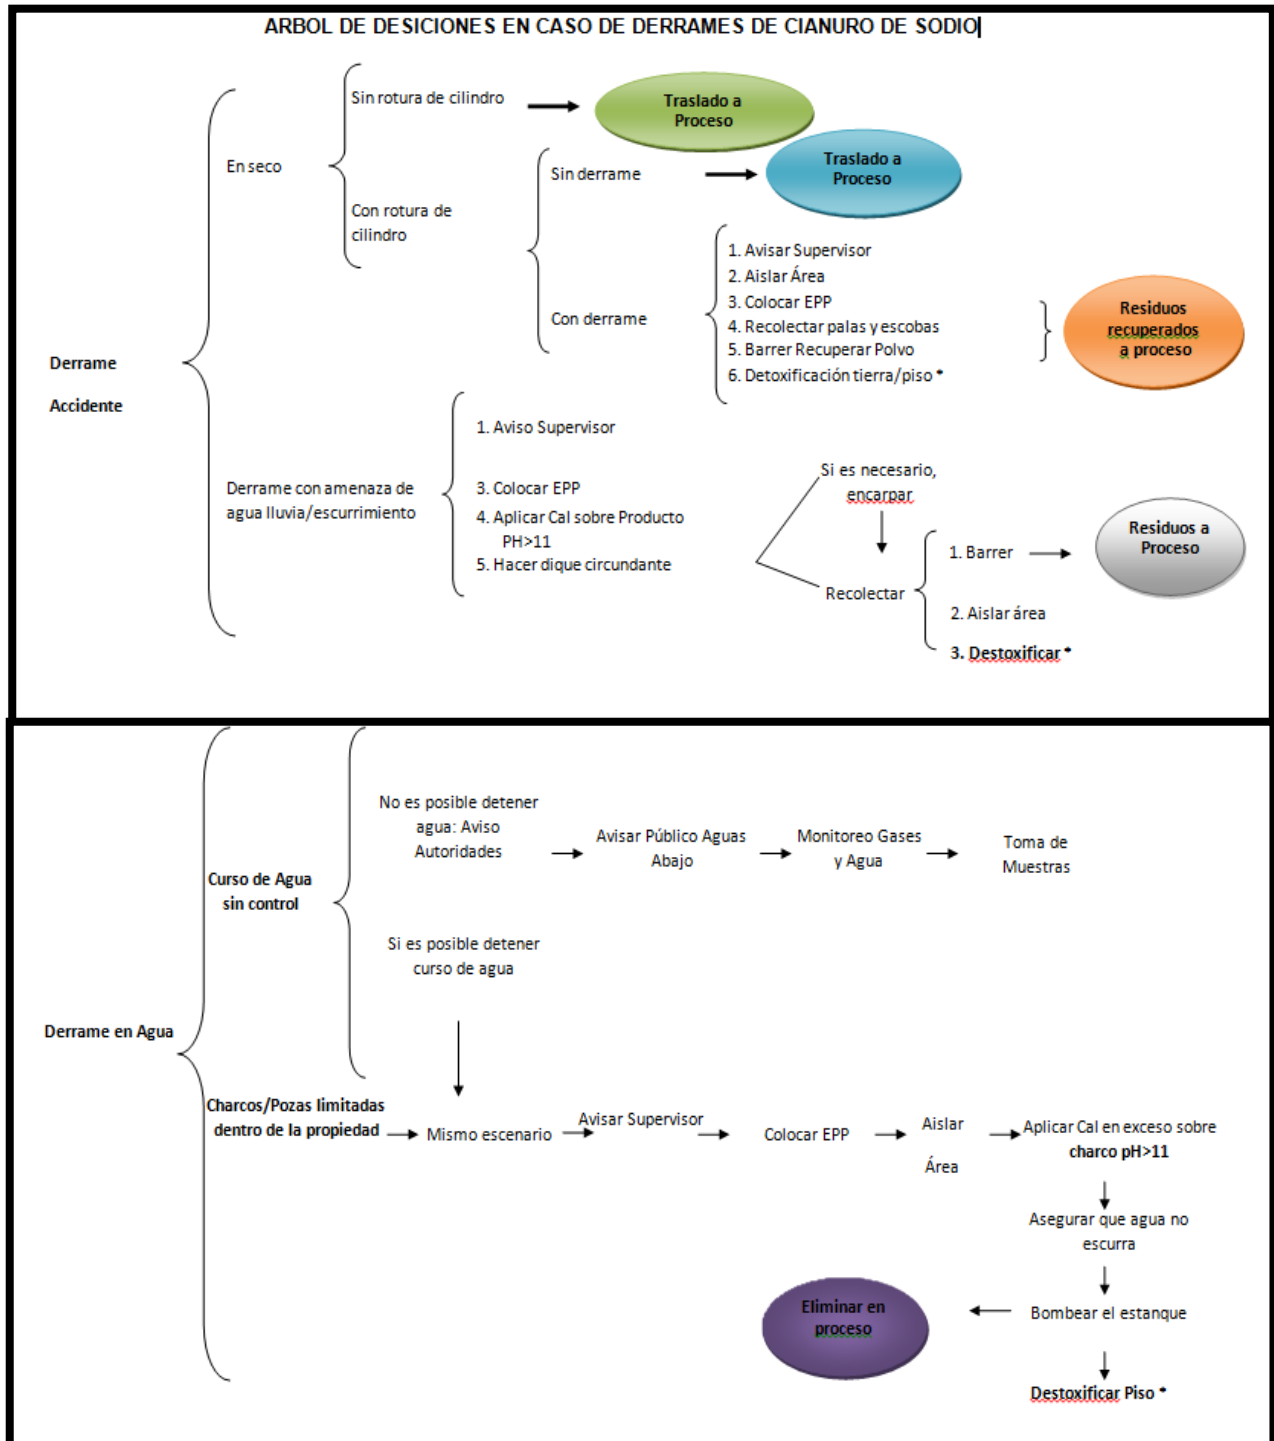 ARBOL DE DESICIONES EN CASO DE DERRAMES DE CIANURO DE SODIO
Sin rotura de cilindro
Traslado a
Proceso
En seco
Sin derrame
Traslado a
Proceso
Con rotura de
cilindro
1. Avisar Supervisor
2. Aislar Área
3. Colocar EPP
4. Recolectar palas y escobas
5. Barrer Recuperar Polvo
6. Detoxificación tierra/piso *
Con derrame
Residuos
recuperados
a proceso
Derrame
Accidente
Derrame con amenaza de
agua lluvia/escurrimiento
1. Aviso Supervisor
3. Colocar EPP
4. Aplicar Cal sobre Producto
PH>11
5. Hacer dique circundante
Si es necesario,
encarpar
Recolectar
1. Barrer
2. Aislar área
3. Destoxificar *
Residuos a
Proceso
No es posible detener
agua: Aviso
Autoridades
Avisar Público Aguas
Abajo
Monitoreo Gases
y Agua
Toma de
Muestras
Curso de Agua
sin control
Si es posible detener
curso de agua
Derrame en Agua
Charcos/Pozas limitadas
dentro de la propiedad
Mismo escenario
Avisar Supervisor
Colocar EPP
Aislar
Área
Aplicar Cal en exceso sobre
charco pH>11
Asegurar que agua no
escurra
Bombear el estanque
Eliminar en
proceso
Destoxificar Piso *